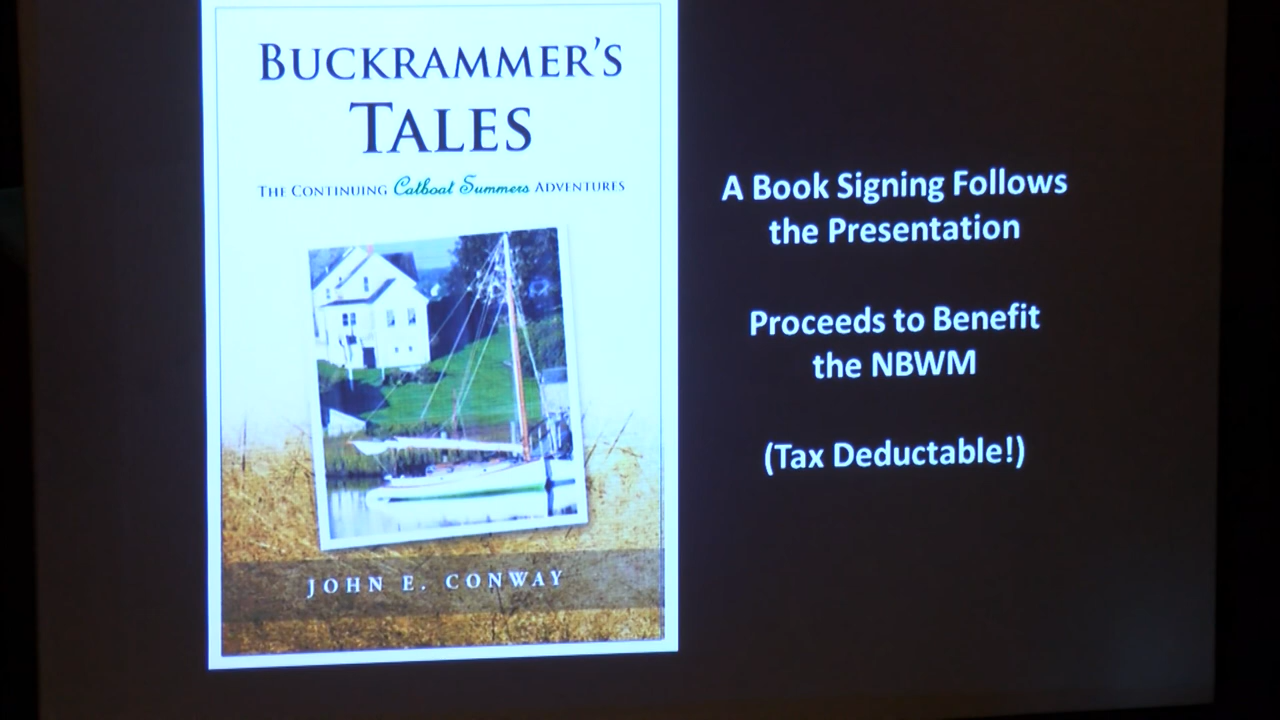 BUCKRAMMER'S
TALES
THE CONTINUING Catboat Summers ADVENTURES
JOHN E. CONWAY
A Book Signing Follows
the Presentation
Proceeds to Benefit
the NBWM
(Tax Deductable!)